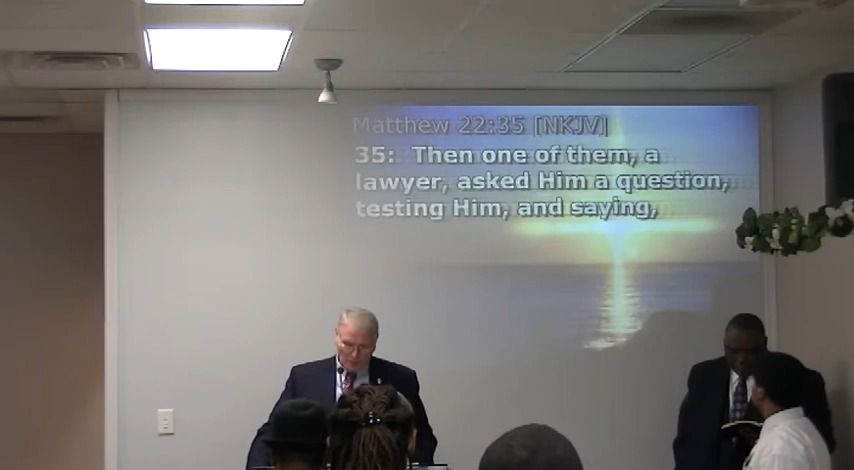 Matthew 22:35 [NKJV]
35: Then one of them, a
lawyer, asked Him a question,
testing Him, and saying,